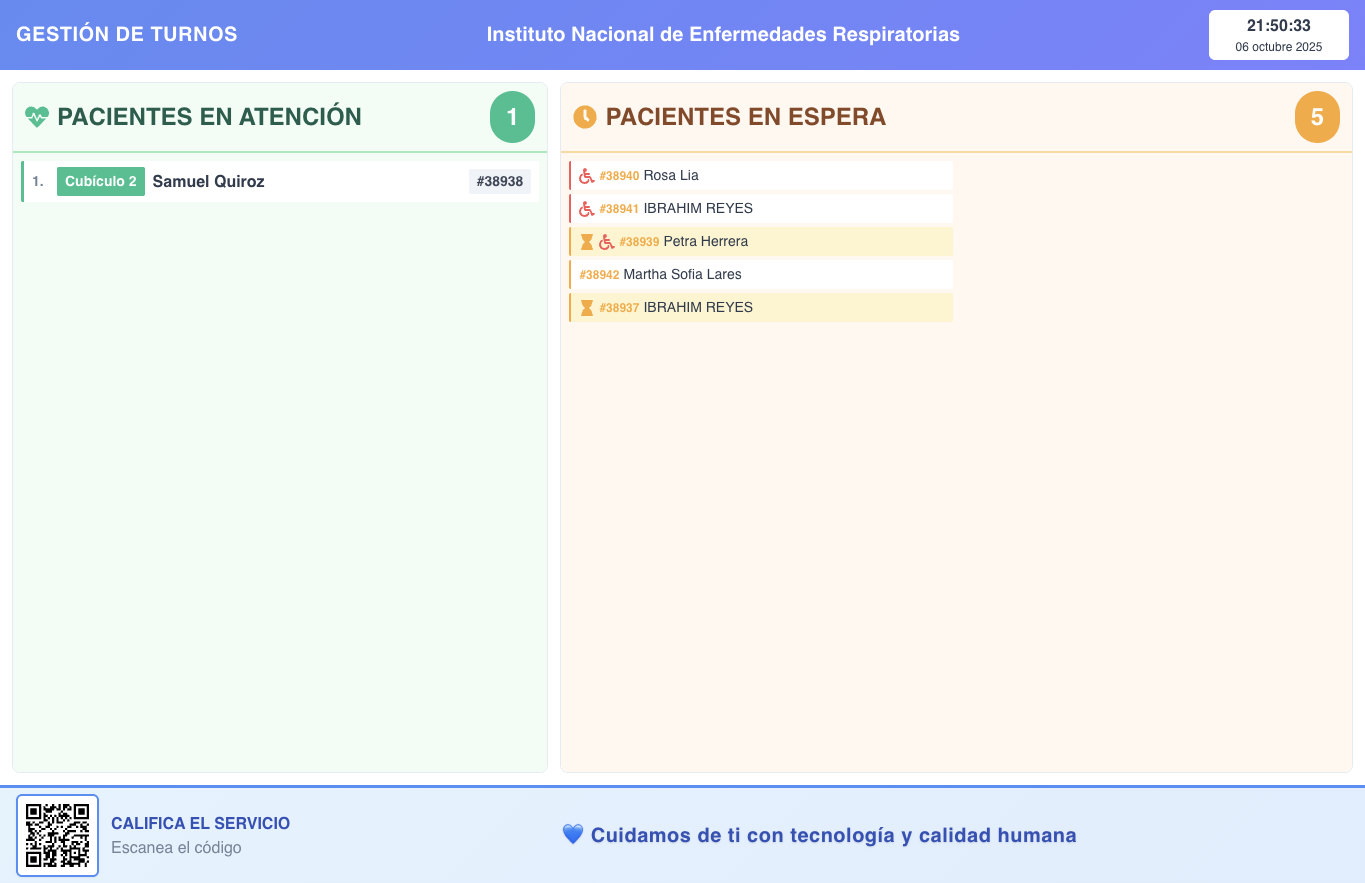 GESTIÓN DE TURNOS
Instituto Nacional de Enfermedades Respiratorias
21:50:33
06 octubre 2025
PACIENTES EN ATENCIÓN
1
1. Cubículo 2 Samuel Quiroz #38938
PACIENTES EN ESPERA
5
#38940 Rosa Lia
#38941 IBRAHIM REYES
#38939 Petra Herrera
#38942 Martha Sofia Lares
#38937 IBRAHIM REYES
CALIFICA EL SERVICIO
Escanea el código
💙 Cuidamos de ti con tecnología y calidad humana